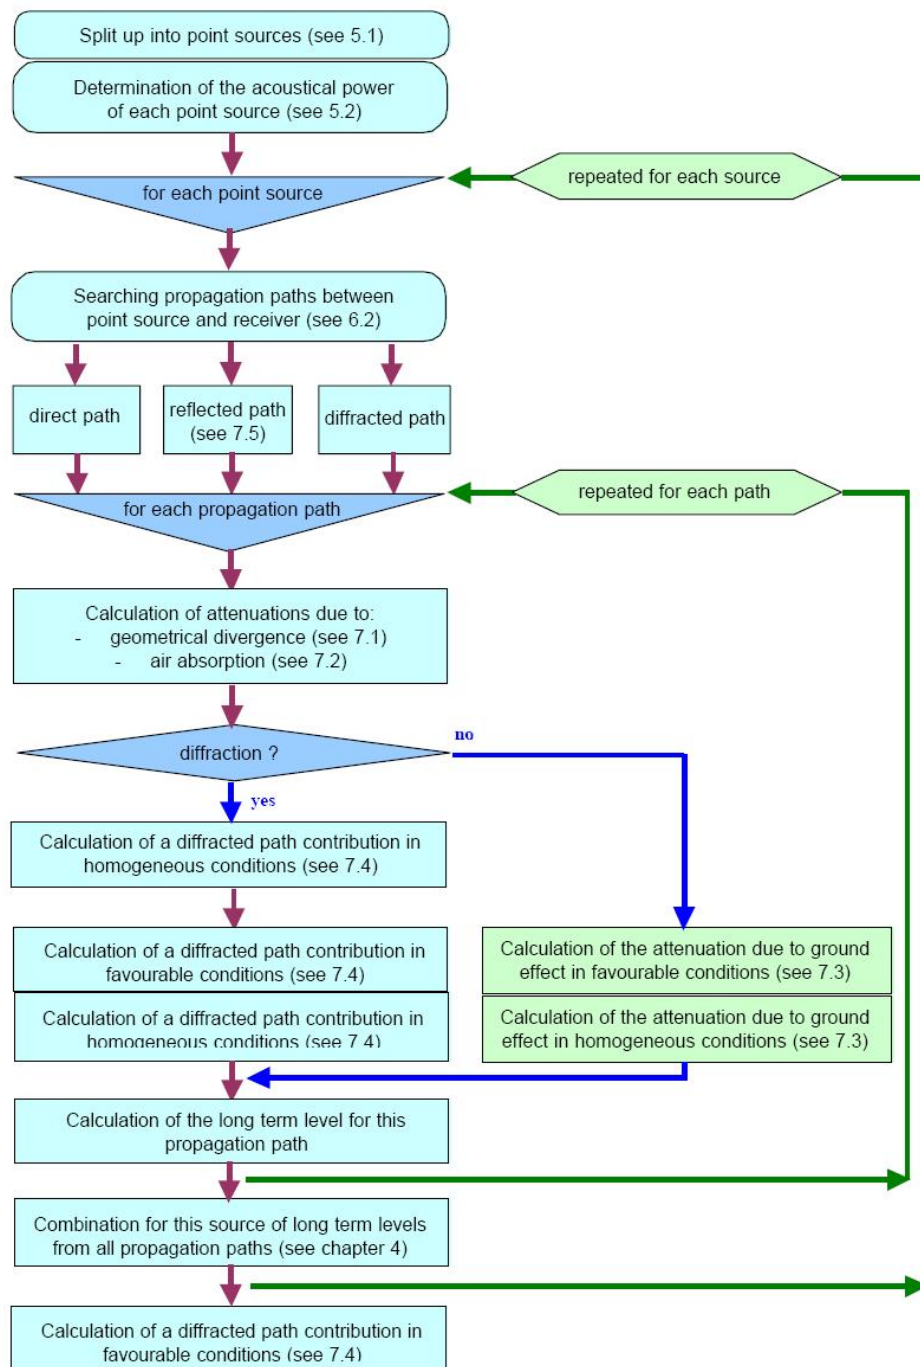 Split up into point sources (see 5.1)
Determination of the acoustical power
of each point source (see 5.2)
for each point source
repeated for each source
Searching propagation paths between
point source and receiver (see 6.2)
direct path
reflected path
(see 7.5)
diffracted path
for each propagation path
repeated for each path
Calculation of attenuations due to:
- geometrical divergence (see 7.1)
- air absorption (see 7.2)
diffraction ?
no
yes
Calculation of a diffracted path contribution in
homogeneous conditions (see 7.4)
Calculation of a diffracted path contribution in
favourable conditions (see 7.4)
Calculation of the attenuation due to ground
effect in favourable conditions (see 7.3)
Calculation of a diffracted path contribution in
homogeneous conditions (see 7.4)
Calculation of the attenuation due to ground
effect in homogeneous conditions (see 7.3)
Calculation of the long term level for this
propagation path
Combination for this source of long term levels
from all propagation paths (see chapter 4)
Calculation of a diffracted path contribution in
favourable conditions (see 7.4)